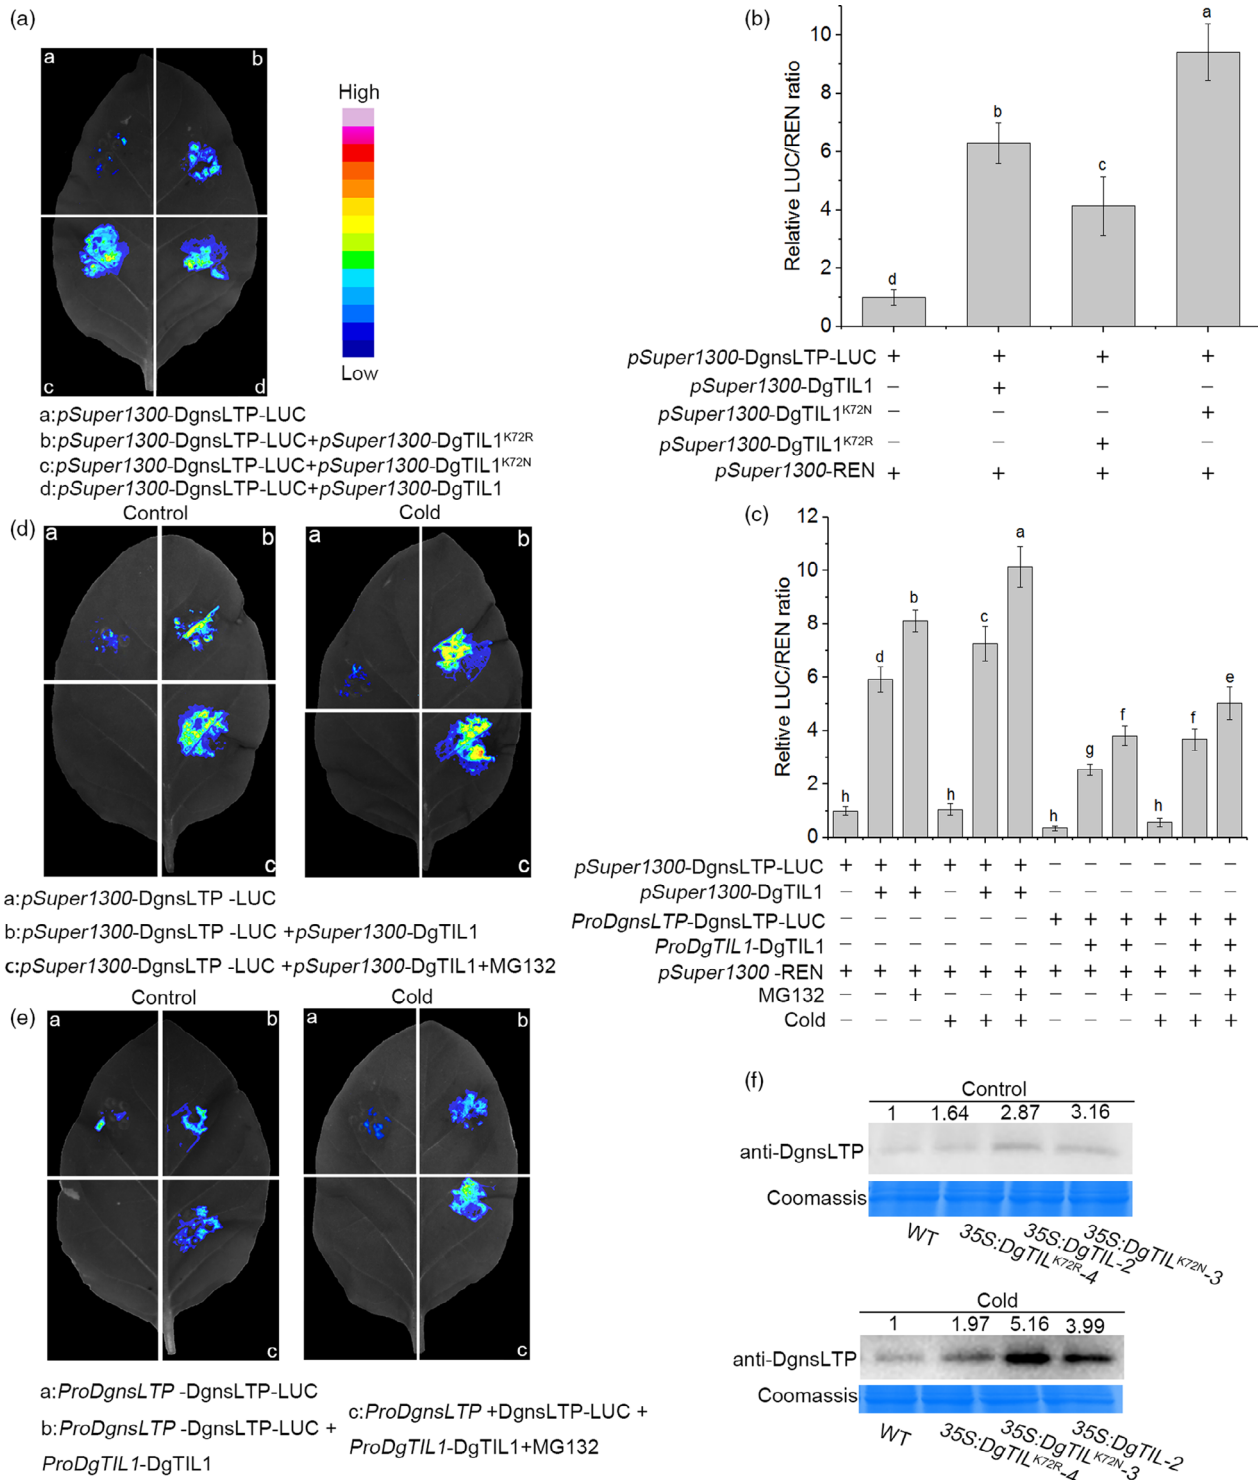 (a)
a
b
c
d
High
Low
a:pSuper1300-DgnsLTP-LUC
b:pSuper1300-DgnsLTP-LUC+pSuper1300-DgTIL1K72R
c:pSuper1300-DgnsLTP-LUC+pSuper1300-DgTIL1K72N
d:pSuper1300-DgnsLTP-LUC+pSuper1300-DgTIL1
(b)
Relative LUC/REN ratio
10
8
6
4
2
0
d
b
c
a
pSuper1300-DgnsLTP-LUC + + + +
pSuper1300-DgTIL1 − + − −
pSuper1300-DgTIL1K72N − − − +
pSuper1300-DgTIL1K72R − − + −
pSuper1300-REN + + + +
(d)
Control
a
b
c
Cold
a
b
c
a:pSuper1300-DgnsLTP -LUC
b:pSuper1300-DgnsLTP -LUC +pSuper1300-DgTIL1
c:pSuper1300-DgnsLTP -LUC +pSuper1300-DgTIL1+MG132
(c)
Reltive LUC/REN ratio
12
10
8
6
4
2
0
h
d
b
h
c
a
h
g
f
h
f
e
pSuper1300-DgnsLTP-LUC + + + + + + − − − − − −
pSuper1300-DgTIL1 − + + − + + − − − − − −
ProDgnsLTP-DgnsLTP-LUC − − − − − − + + + + + +
ProDgTIL1-DgTIL1 − − − − − − − + + − + +
pSuper1300 -REN + + + + + + + + + + + +
MG132 − − + − − + − − + − − +
Cold − − − + + + − − − + + +
(e)
Control
a
b
c
Cold
a
b
c
a:ProDgnsLTP -DgnsLTP-LUC
b:ProDgnsLTP -DgnsLTP-LUC +
ProDgTIL1-DgTIL1
c:ProDgnsLTP +DgnsLTP-LUC +
ProDgTIL1-DgTIL1+MG132
(f)
Control
1 1.64 2.87 3.16
anti-DgnsLTP
Coomassis
WT
35S:DgTILK72R-4
35S:DgTIL-2
35S:DgTILK72N-3
Cold
1 1.97 5.16 3.99
anti-DgnsLTP
Coomassis
WT
35S:DgTILK72R-4
35S:DgTILK72N-3
35S:DgTIL-2